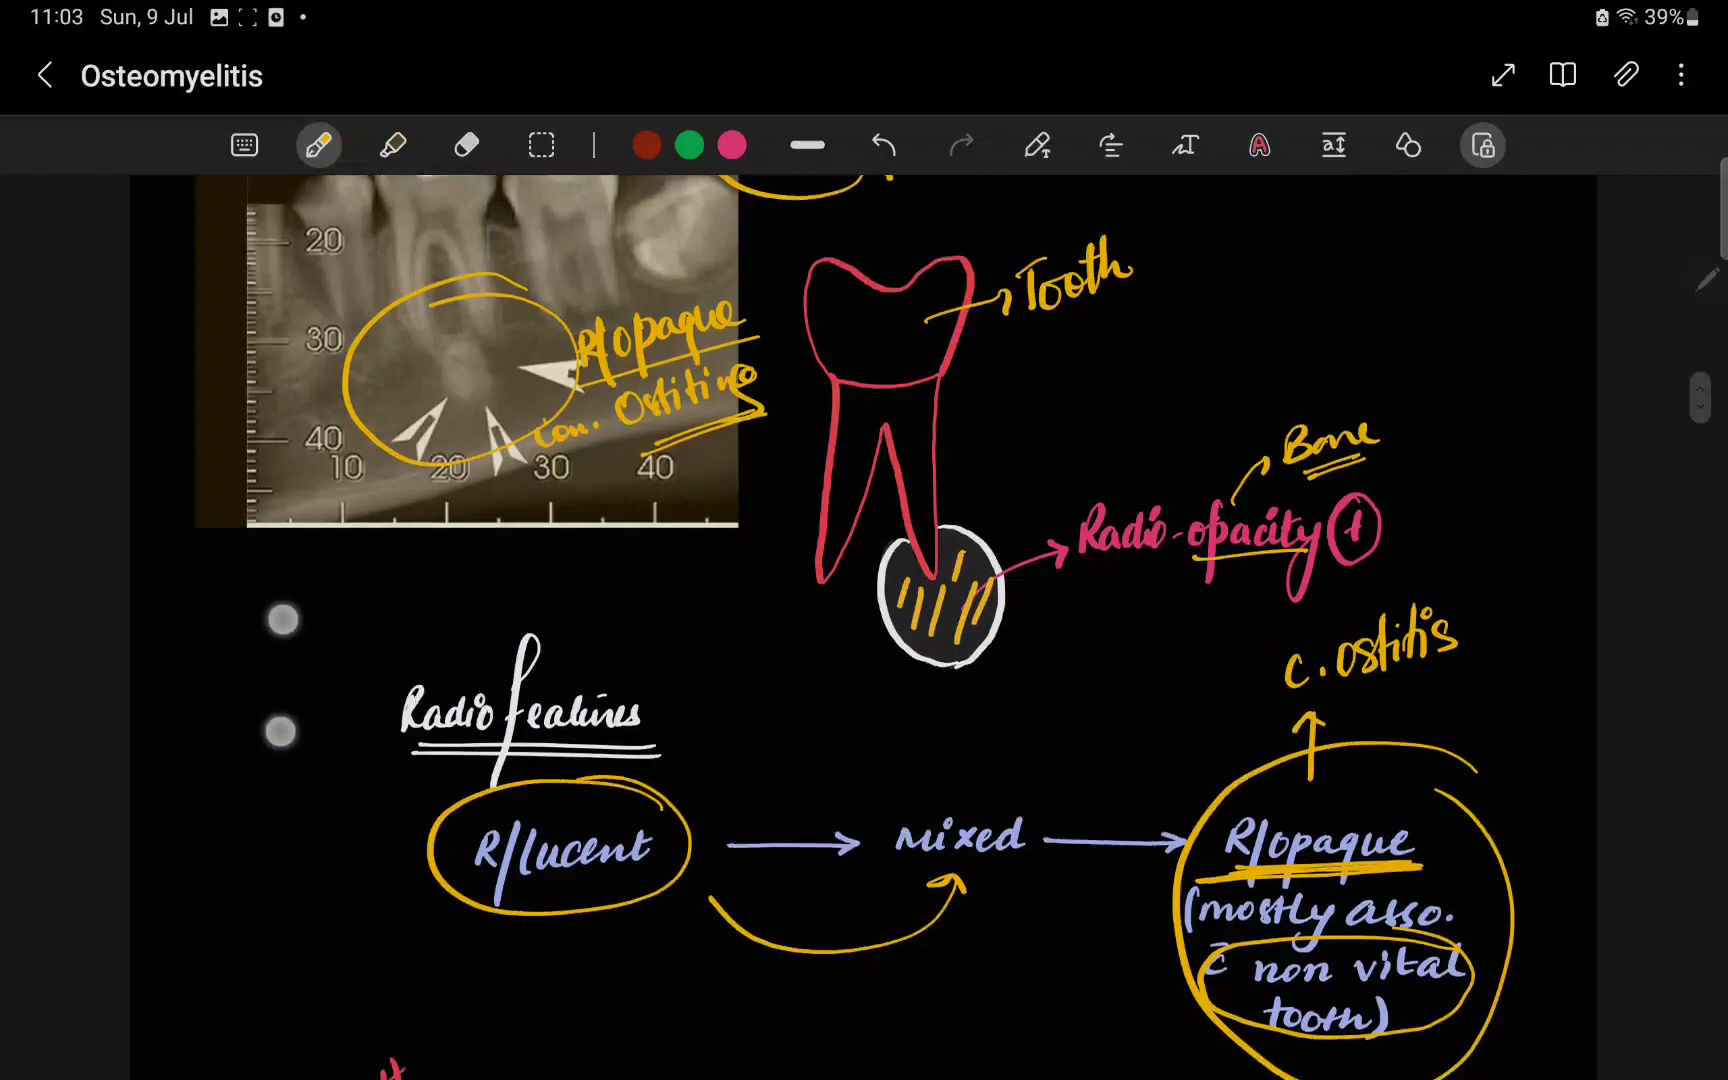 11:03 Sun, 9 Jul 39%
Osteomyelitis
20
30
40
10 20 30 40
R/opaque
Con. Ostitis
Tooth
Bone
Radio-opacity (+)
C. ostitis
Radio features
R/lucent → mixed → R/opaque
(mostly asso.
c̄ non vital
tooth)